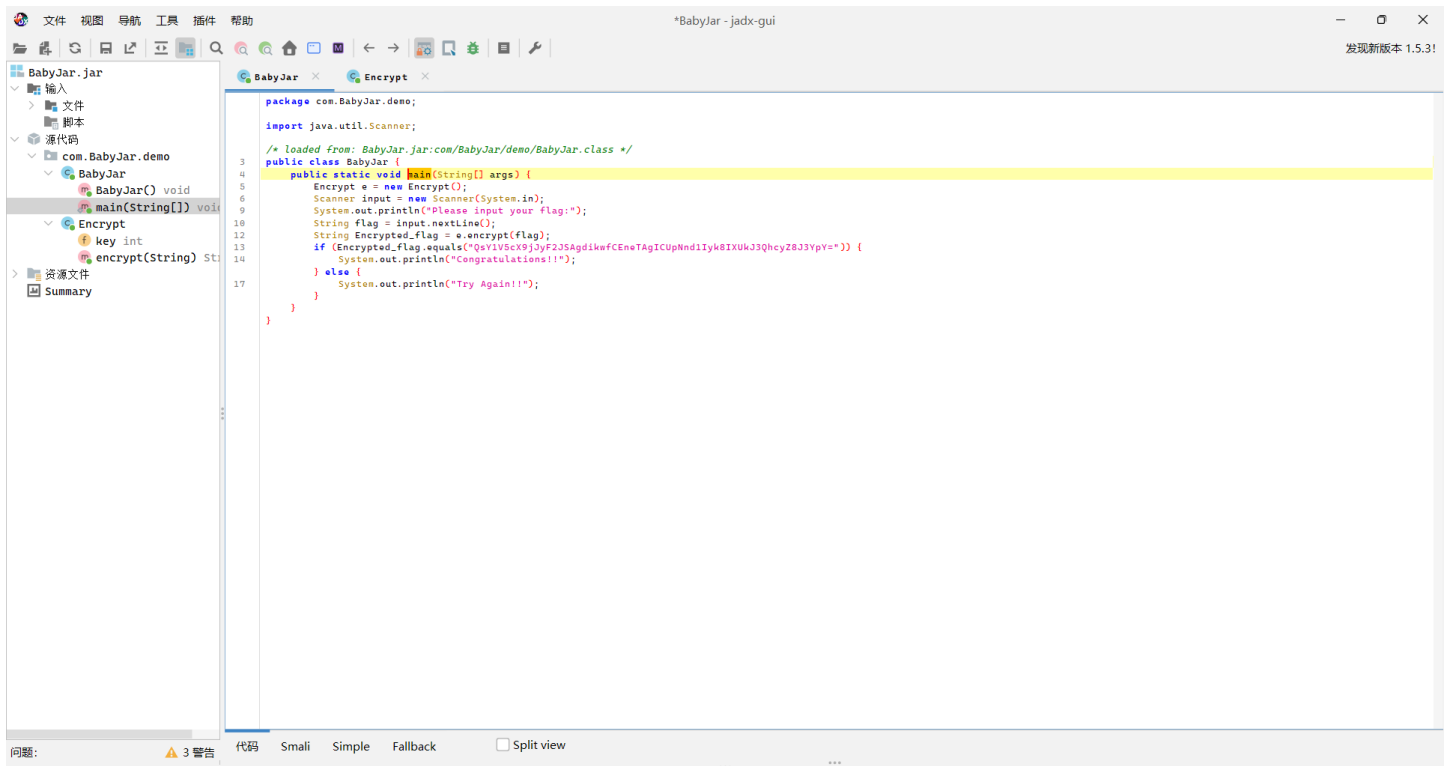 文件 视图 导航 工具 插件 帮助
*BabyJar - jadx-gui
发现新版本 1.5.3!
BabyJar.jar
输入
文件
脚本
源代码
com.BabyJar.demo
BabyJar
BabyJar() void
main(String[]) voi
Encrypt
key int
encrypt(String) St
资源文件
Summary
问题:
3 警告
BabyJar
Encrypt
package com.BabyJar.demo;
import java.util.Scanner;
/* loaded from: BabyJar.jar:com/BabyJar/demo/BabyJar.class */
3 public class BabyJar {
4 public static void main(String[] args) {
5 Encrypt e = new Encrypt();
6 Scanner input = new Scanner(System.in);
9 System.out.println("Please input your flag:");
10 String flag = input.nextLine();
12 String Encrypted_flag = e.encrypt(flag);
13 if (Encrypted_flag.equals("QsY1V5cX9jJyF2JSAgdikwfCEneTAgICUpNnd1Iyk8IXUkJ3QhcyZ8J3YpY=")) {
14 System.out.println("Congratulations!!");
} else {
17 System.out.println("Try Again!!");
}
}
}
代码 Smali Simple Fallback Split view